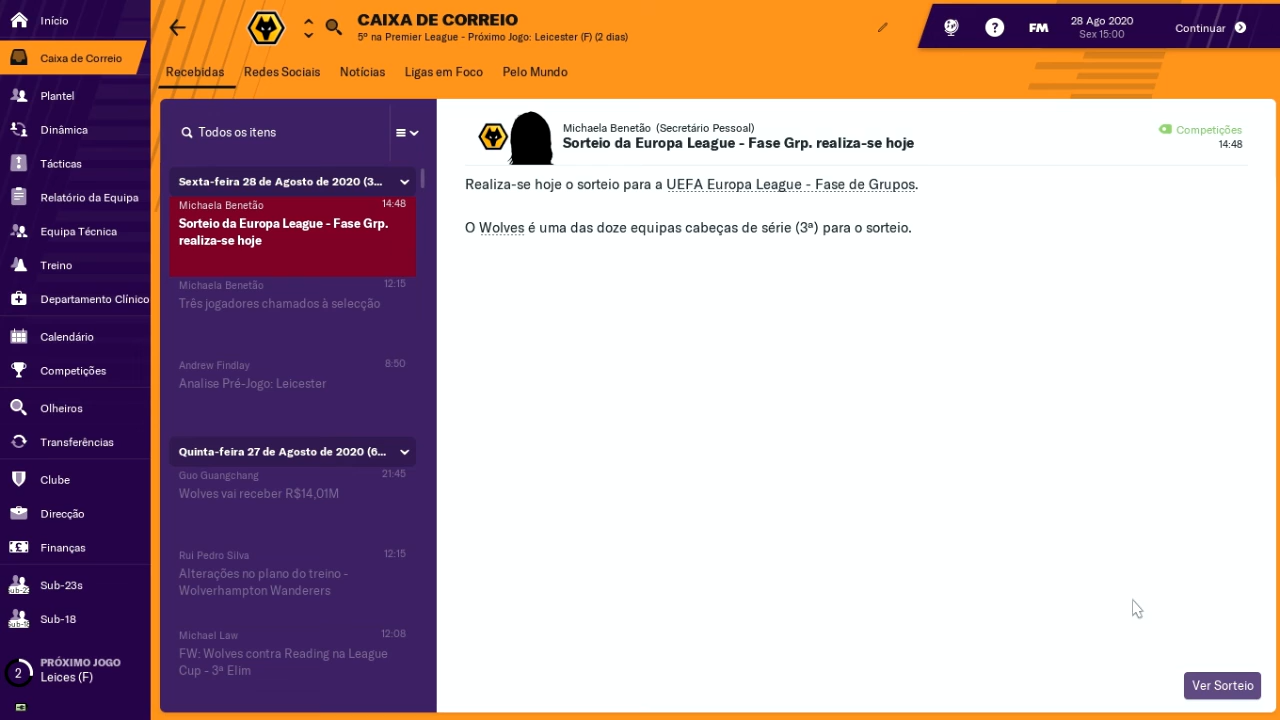 Início
Caixa de Correio
Plantel
Dinâmica
Tácticas
Relatório da Equipa
Equipa Técnica
Treino
Departamento Clínico
Calendário
Competições
Olheiros
Transferências
Clube
Direcção
Finanças
Sub-23s
Sub-18
PRÓXIMO JOGO
2
Leices (F)
CAIXA DE CORREIO
5º na Premier League - Próximo Jogo: Leicester (F) (2 dias)
FM
28 Ago 2020
Sex 15:00
Continuar
Recebidas
Redes Sociais
Notícias
Ligas em Foco
Pelo Mundo
Todos os itens
Sexta-feira 28 de Agosto de 2020 (3...
Michaela Benetão 14:48
Sorteio da Europa League - Fase Grp.
realiza-se hoje
Michaela Benetão 12:15
Três jogadores chamados à selecção
Andrew Findlay 8:50
Analise Pré-Jogo: Leicester
Quinta-feira 27 de Agosto de 2020 (6...
Guo Guangchang 21:45
Wolves vai receber R$14,01M
Rui Pedro Silva 12:15
Alterações no plano do treino -
Wolverhampton Wanderers
Michael Law 12:08
FW: Wolves contra Reading na League
Cup - 3ª Elim
Michaela Benetão (Secretário Pessoal)
Sorteio da Europa League - Fase Grp. realiza-se hoje
Competições
14:48
Realiza-se hoje o sorteio para a UEFA Europa League - Fase de Grupos.
O Wolves é uma das doze equipas cabeças de série (3ª) para o sorteio.
Ver Sorteio